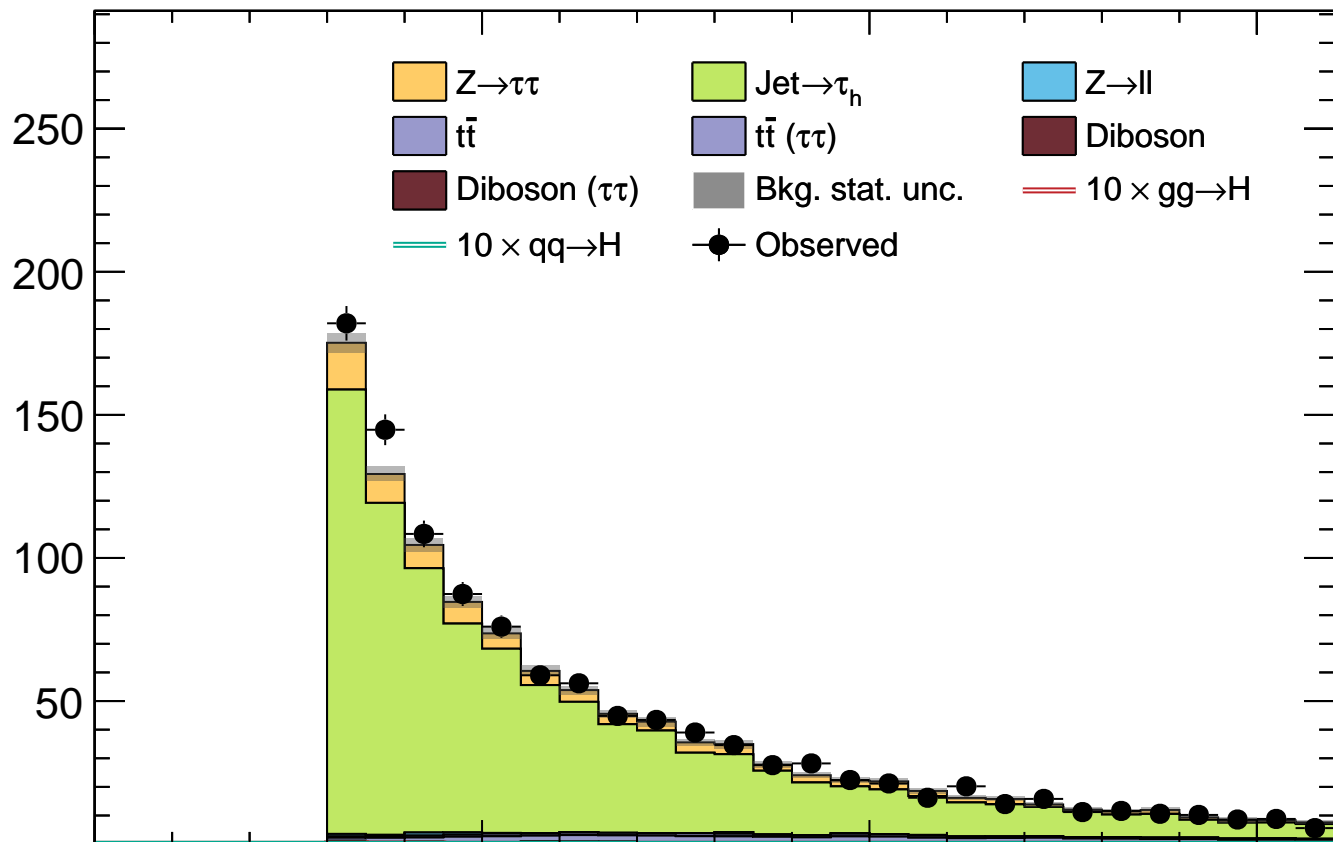 Z→ττ Jet→τh Z→ll
tt̄ tt̄ (ττ) Diboson
Diboson (ττ) Bkg. stat. unc. 10 × gg→H
10 × qq→H Observed
250
200
150
100
50